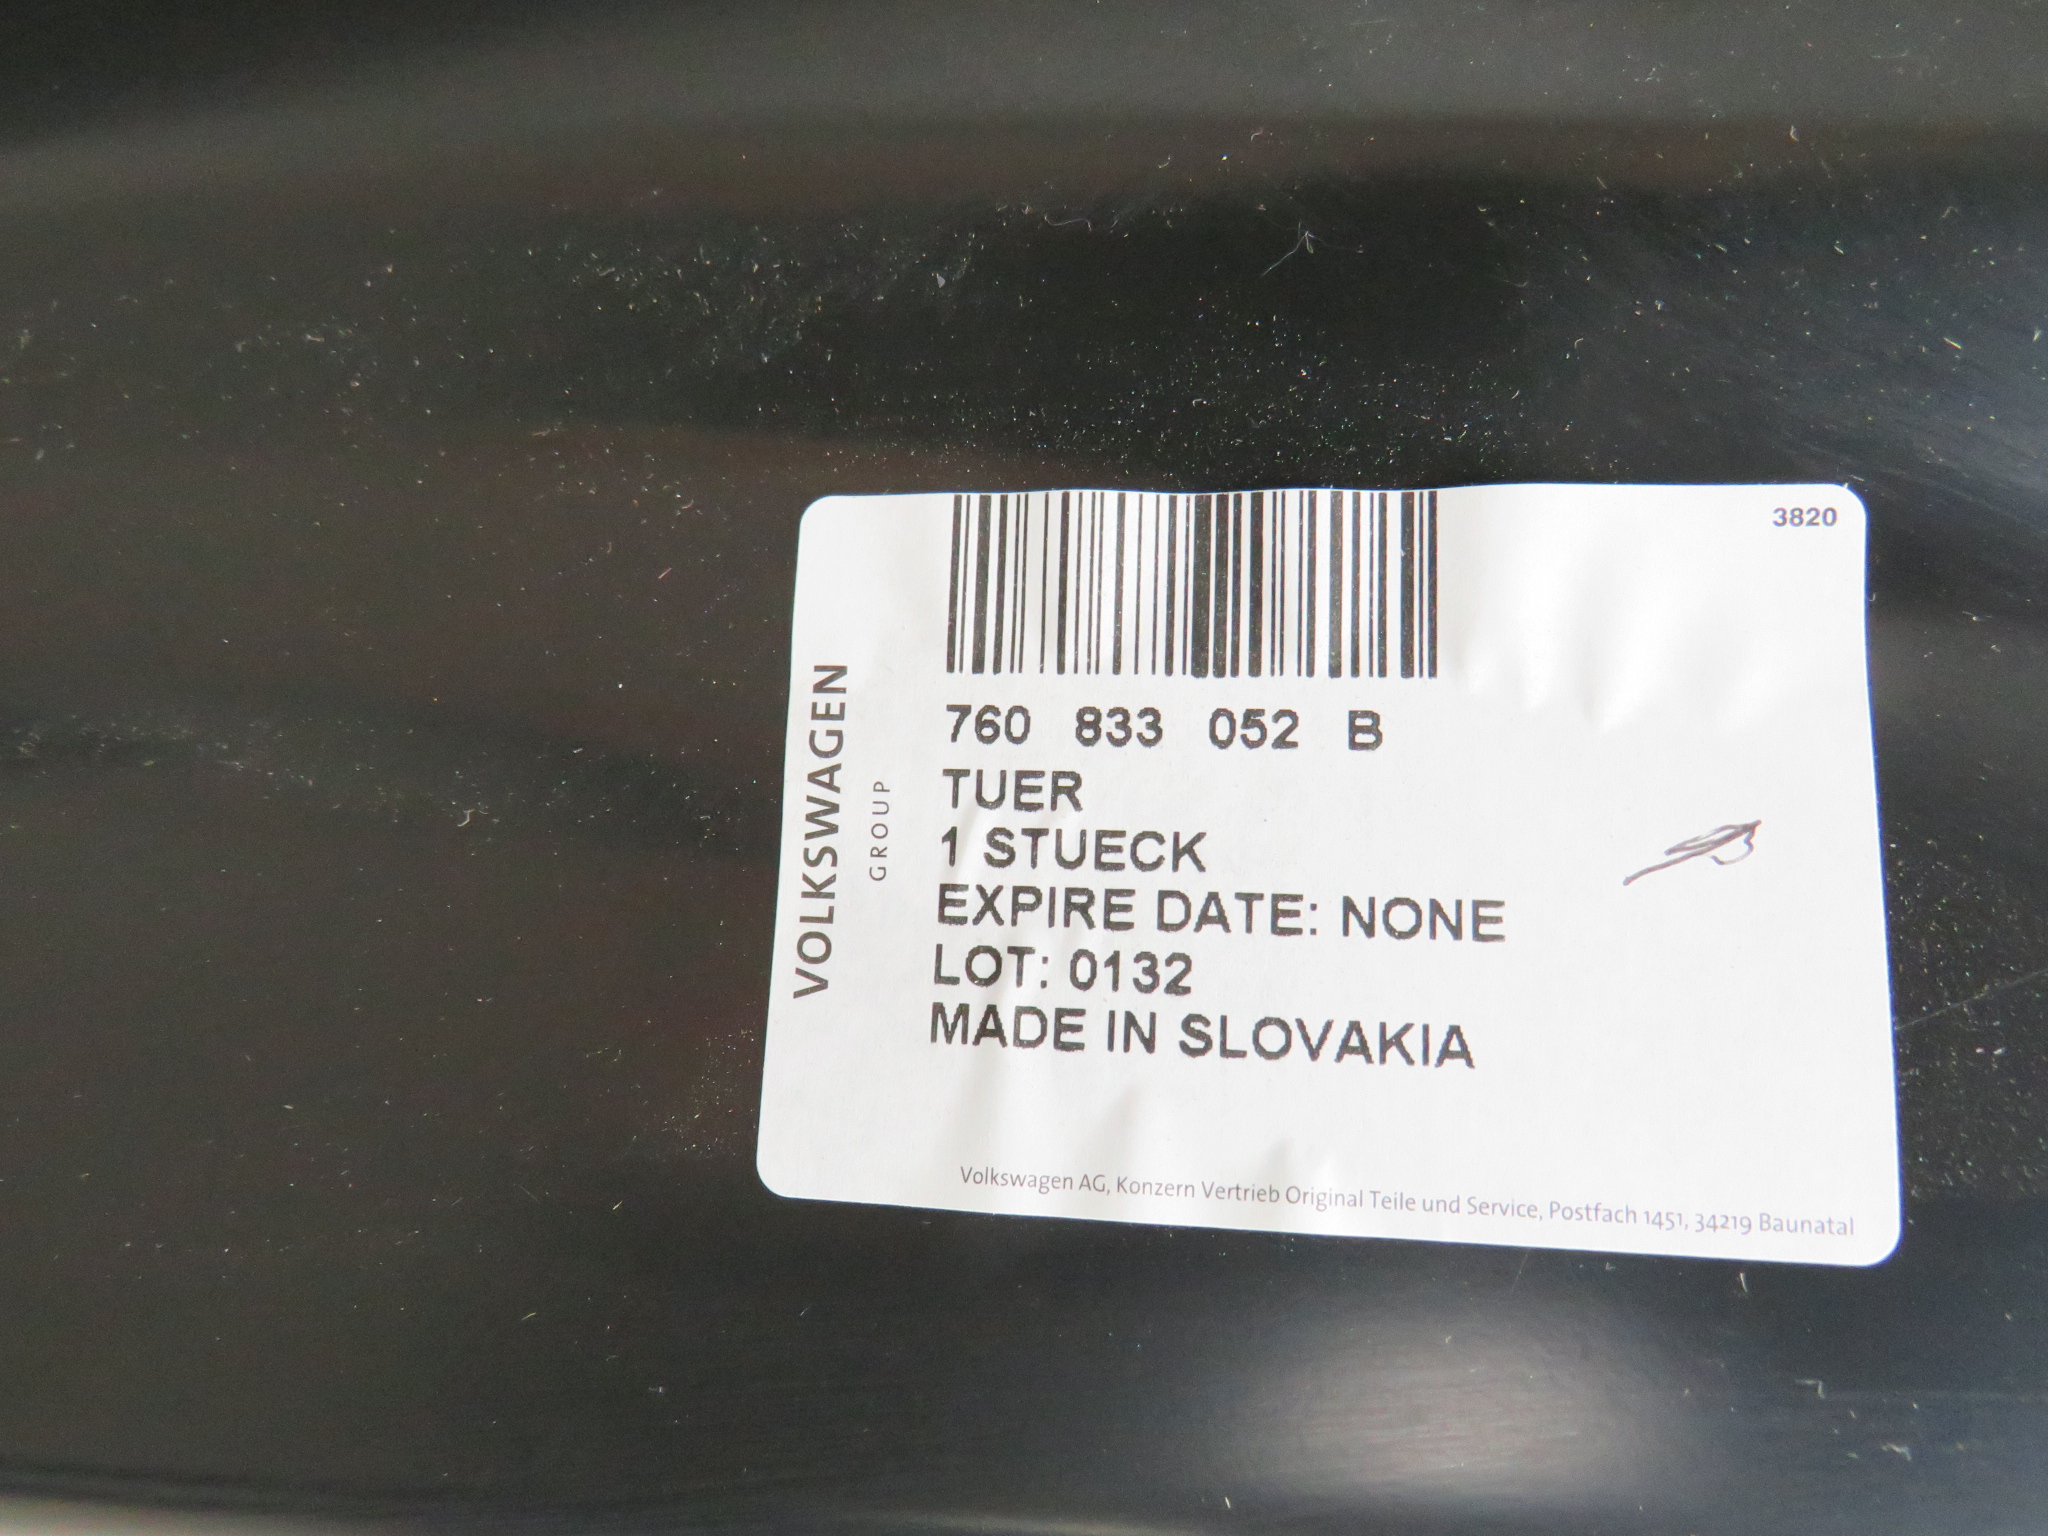 3820
VOLKSWAGEN
GROUP
760 833 052 B
TUER
1 STUECK
EXPIRE DATE: NONE
LOT: 0132
MADE IN SLOVAKIA
Volkswagen AG, Konzern Vertrieb Original Teile und Service, Postfach 1451, 34219 Baunatal